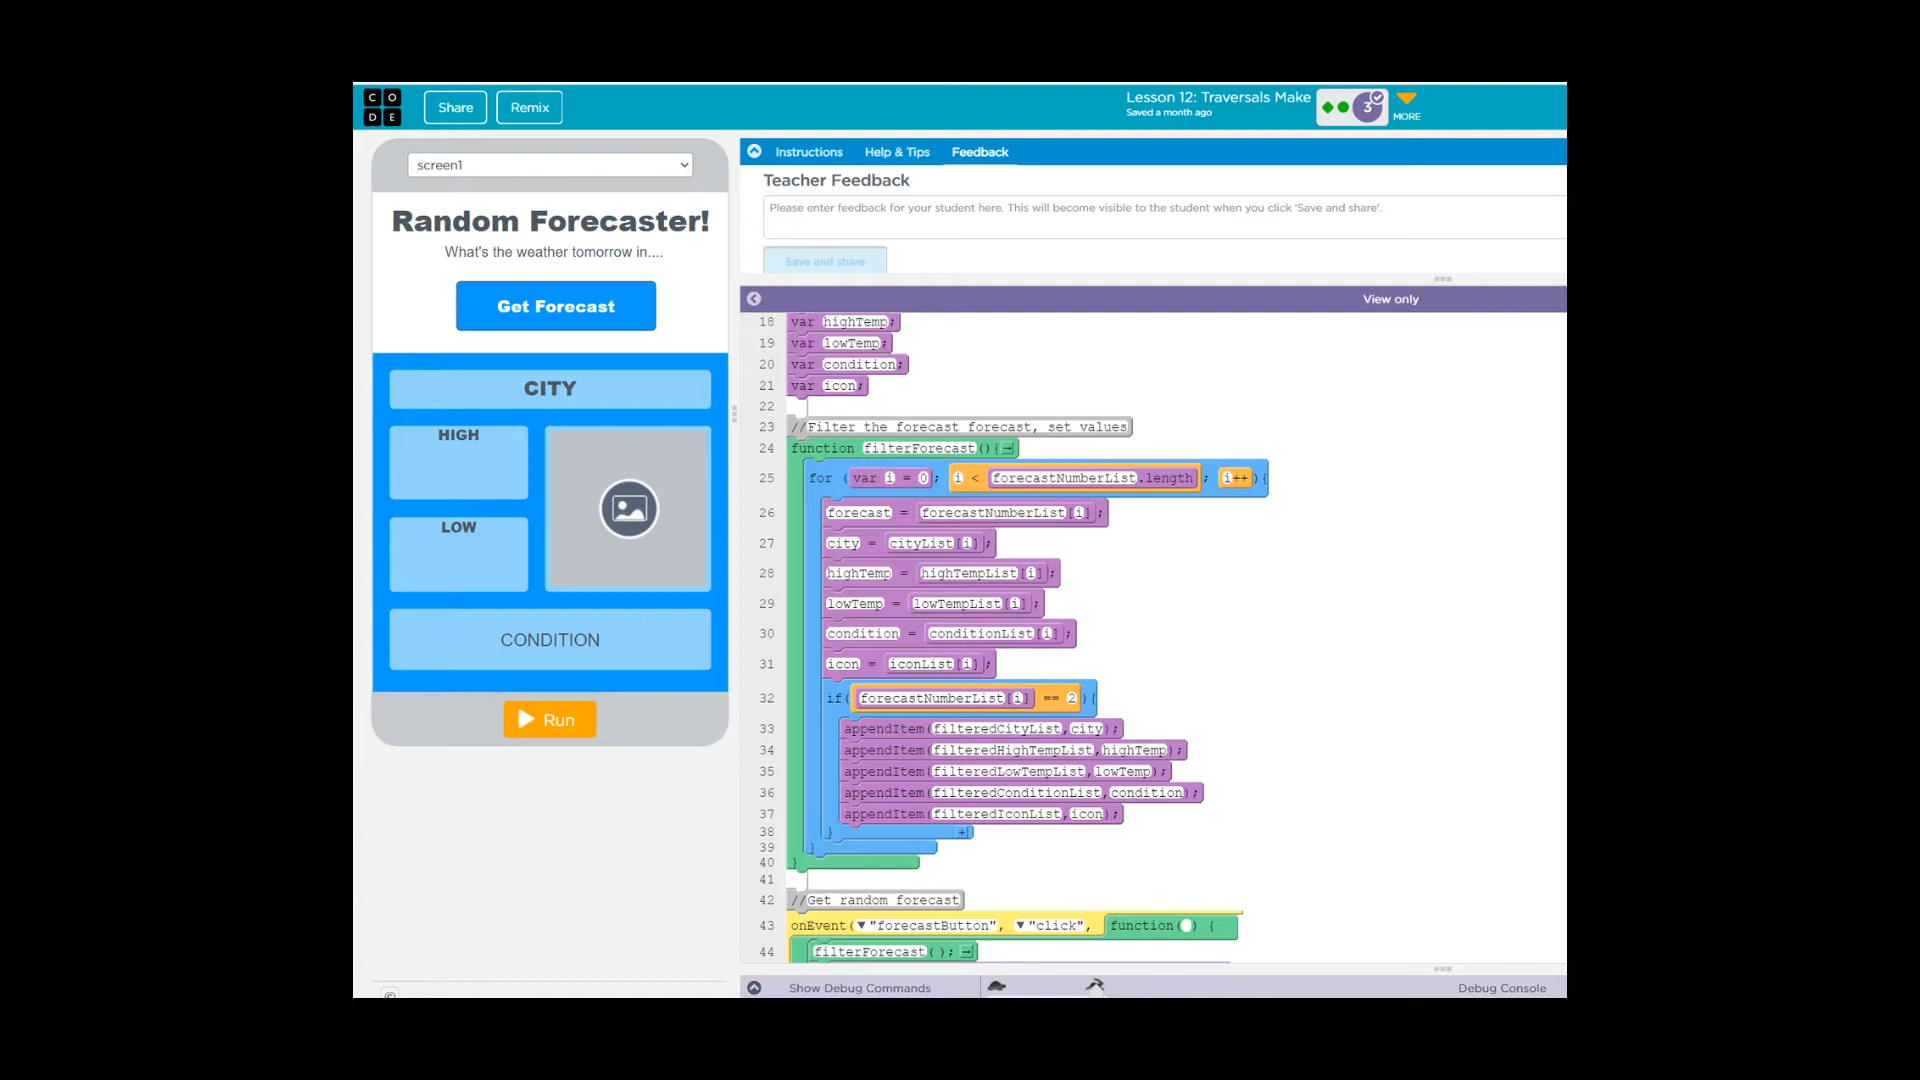 C O
D E
Share
Remix
Lesson 12: Traversals Make
Saved a month ago
3
MORE
screen1
Random Forecaster!
What's the weather tomorrow in....
Get Forecast
CITY
HIGH
LOW
CONDITION
Run
Instructions
Help & Tips
Feedback
Teacher Feedback
Please enter feedback for your student here. This will become visible to the student when you click 'Save and share'.
Save and share
View only
18 var highTemp;
19 var lowTemp;
20 var condition;
21 var icon;
22
23 //Filter the forecast forecast, set values
24 function filterForecast(){
25 for (var i = 0; i < forecastNumberList.length; i++){
26 forecast = forecastNumberList[i];
27 city = cityList[i];
28 highTemp = highTempList[i];
29 lowTemp = lowTempList[i];
30 condition = conditionList[i];
31 icon = iconList[i];
32 if(forecastNumberList[i] == 2){
33 appendItem(filteredCityList,city);
34 appendItem(filteredHighTempList,highTemp);
35 appendItem(filteredLowTempList,lowTemp);
36 appendItem(filteredConditionList,condition);
37 appendItem(filteredIconList,icon);
38 } +
39 }
40 }
41
42 //Get random forecast
43 onEvent("forecastButton", "click", function() {
44 filterForecast();
Show Debug Commands
Debug Console
©